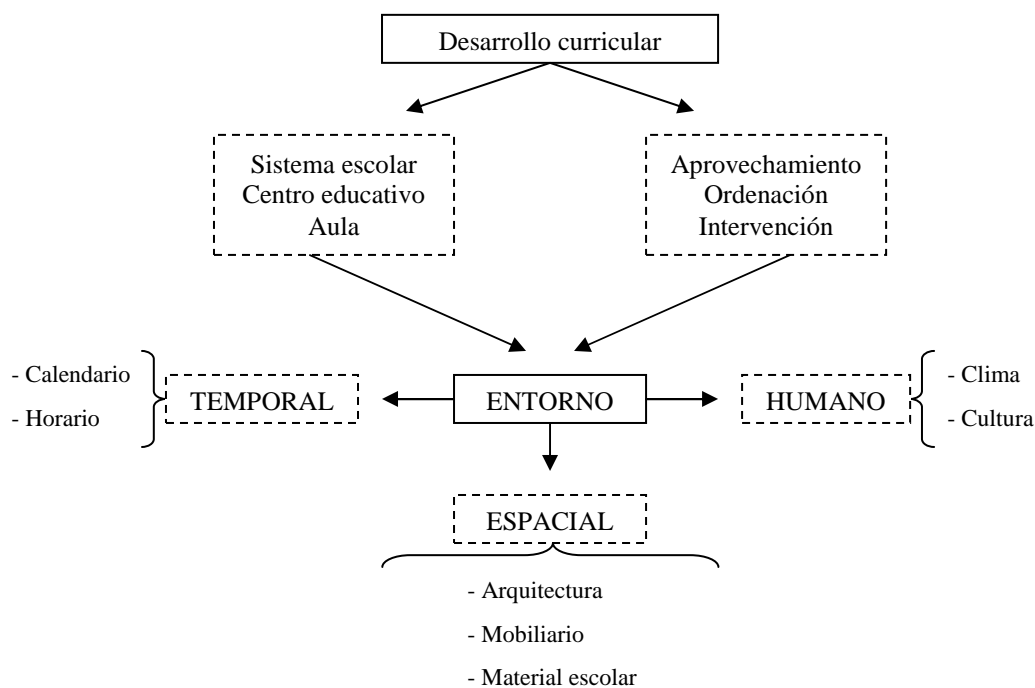 Desarrollo curricular
Sistema escolar
Centro educativo
Aula
Aprovechamiento
Ordenación
Intervención
- Calendario
- Horario
TEMPORAL
ENTORNO
HUMANO
- Clima
- Cultura
ESPACIAL
- Arquitectura
- Mobiliario
- Material escolar